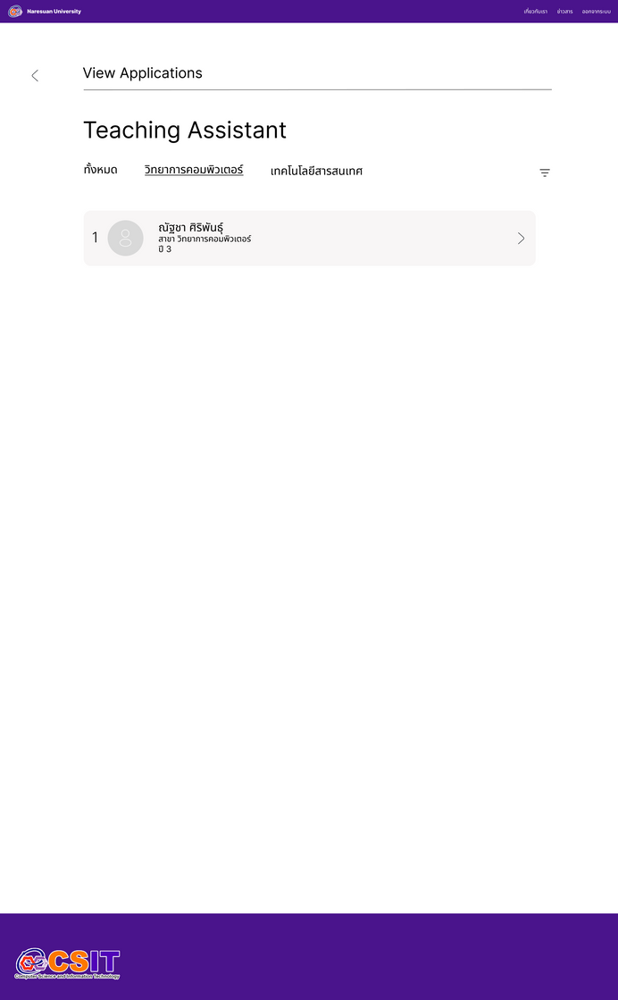 Naresuan University
เกี่ยวกับเรา ข่าวสาร ออกจากระบบ
View Applications
Teaching Assistant
ทั้งหมด วิทยาการคอมพิวเตอร์ เทคโนโลยีสารสนเทศ
1
ณัฐชา ศิริพันธุ์
สาขา วิทยาการคอมพิวเตอร์
ปี 3
CSIT
Computer Science and Information Technology